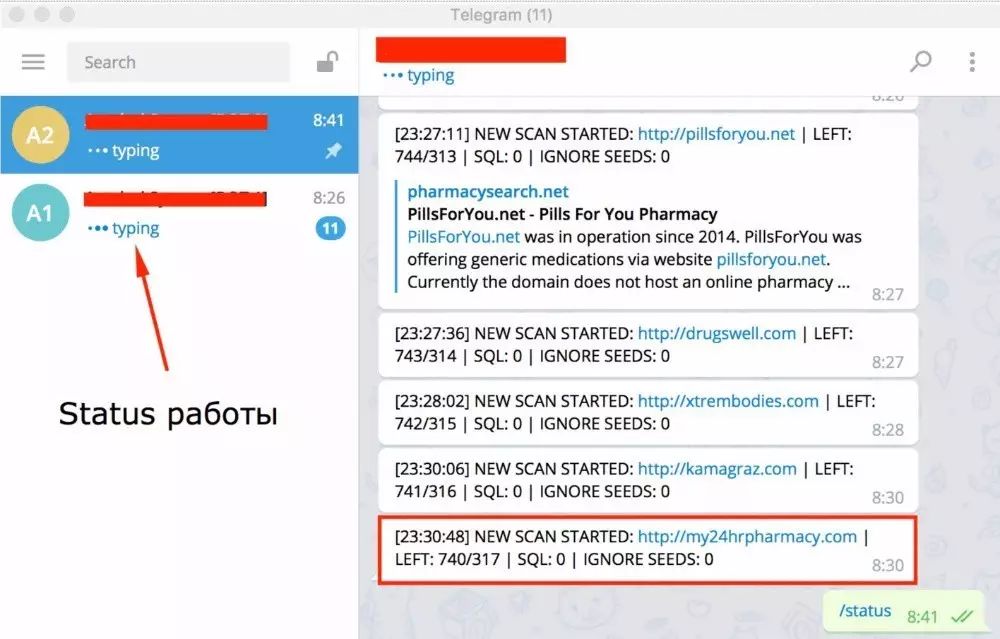 Telegram (11)
Search
A2
8:41
••• typing
A1
8:26
••• typing
11
Status работы
••• typing
[23:27:11] NEW SCAN STARTED: http://pillsforyou.net | LEFT:
744/313 | SQL: 0 | IGNORE SEEDS: 0
pharmacysearch.net
PillsForYou.net - Pills For You Pharmacy
PillsForYou.net was in operation since 2014. PillsForYou was
offering generic medications via website pillsforyou.net.
Currently the domain does not host an online pharmacy ...
8:27
[23:27:36] NEW SCAN STARTED: http://drugswell.com | LEFT:
743/314 | SQL: 0 | IGNORE SEEDS: 0
8:27
[23:28:02] NEW SCAN STARTED: http://xtrembodies.com | LEFT:
742/315 | SQL: 0 | IGNORE SEEDS: 0
8:28
[23:30:06] NEW SCAN STARTED: http://kamagraz.com | LEFT:
741/316 | SQL: 0 | IGNORE SEEDS: 0
8:30
[23:30:48] NEW SCAN STARTED: http://my24hrpharmacy.com |
LEFT: 740/317 | SQL: 0 | IGNORE SEEDS: 0
8:30
/status 8:41